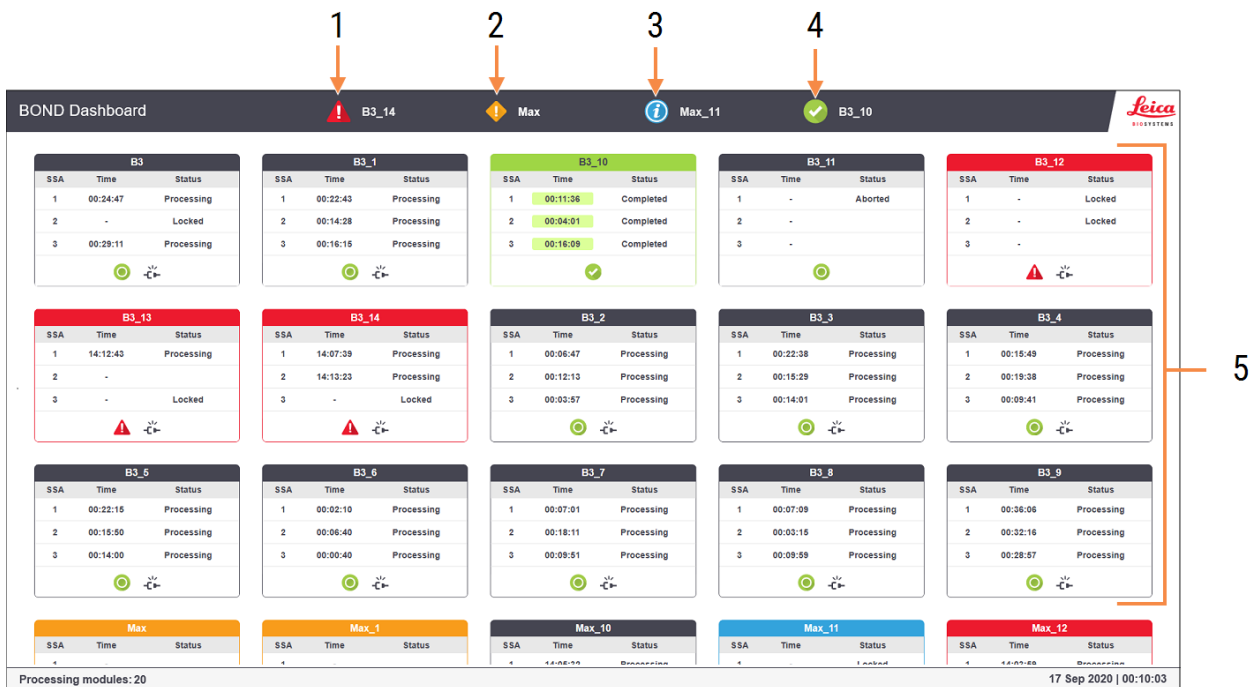 1 2 3 4
BOND Dashboard B3_14 Max Max_11 B3_10 Leica
BIOSYSTEMS
B3 B3_1 B3_10 B3_11 B3_12
SSA Time Status SSA Time Status SSA Time Status SSA Time Status SSA Time Status
1 00:24:47 Processing 1 00:22:43 Processing 1 00:11:36 Completed 1 - Aborted 1 - Locked
2 - Locked 2 00:14:28 Processing 2 00:04:01 Completed 2 - 2 - Locked
3 00:29:11 Processing 3 00:16:15 Processing 3 00:16:09 Completed 3 - 3 -
B3_13 B3_14 B3_2 B3_3 B3_4
SSA Time Status SSA Time Status SSA Time Status SSA Time Status SSA Time Status
1 14:12:43 Processing 1 14:07:39 Processing 1 00:06:47 Processing 1 00:22:38 Processing 1 00:15:49 Processing
2 - 2 14:13:23 Processing 2 00:12:13 Processing 2 00:15:29 Processing 2 00:19:38 Processing
3 - Locked 3 - Locked 3 00:03:57 Processing 3 00:14:01 Processing 3 00:09:41 Processing
5
B3_5 B3_6 B3_7 B3_8 B3_9
SSA Time Status SSA Time Status SSA Time Status SSA Time Status SSA Time Status
1 00:22:15 Processing 1 00:02:10 Processing 1 00:07:01 Processing 1 00:07:09 Processing 1 00:36:06 Processing
2 00:15:50 Processing 2 00:06:40 Processing 2 00:18:11 Processing 2 00:03:15 Processing 2 00:32:16 Processing
3 00:14:00 Processing 3 00:00:40 Processing 3 00:09:51 Processing 3 00:09:59 Processing 3 00:28:57 Processing
Max Max_1 Max_10 Max_11 Max_12
SSA Time Status SSA Time Status SSA Time Status SSA Time Status SSA Time Status
Processing modules: 20 17 Sep 2020 | 00:10:03